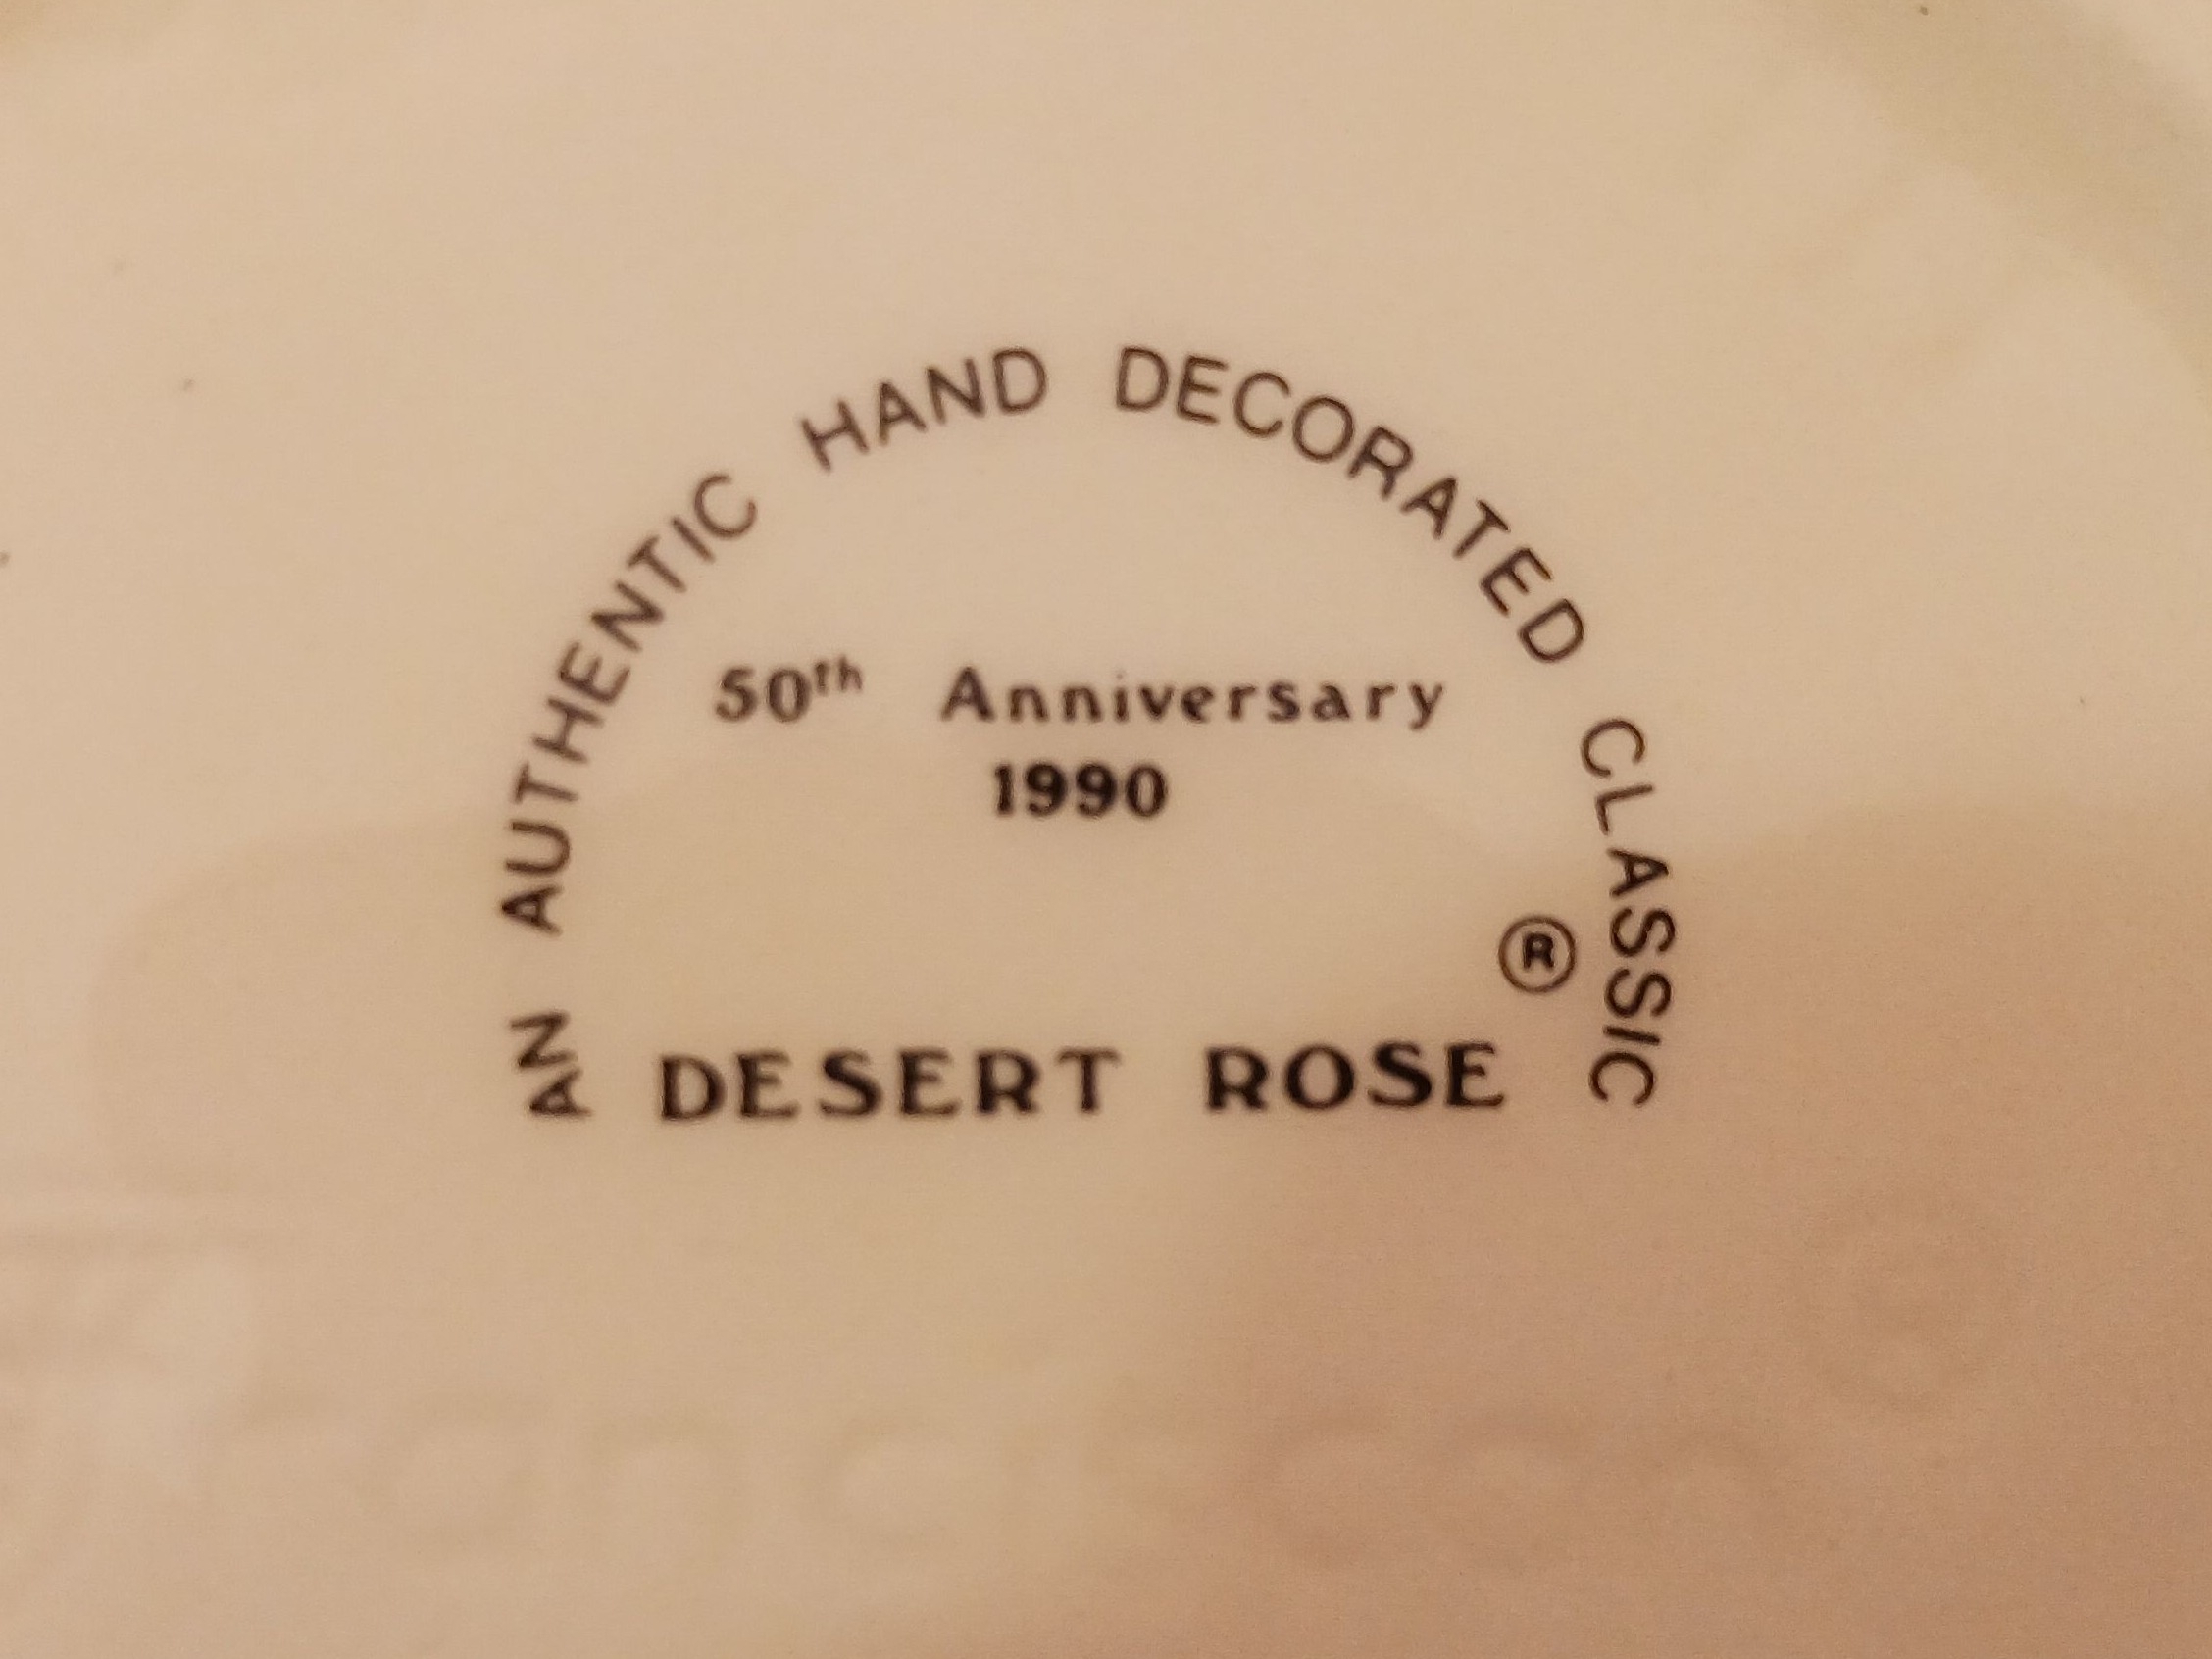 AN AUTHENTIC HAND DECORATED CLASSIC
50th Anniversary
1990
®
DESERT ROSE